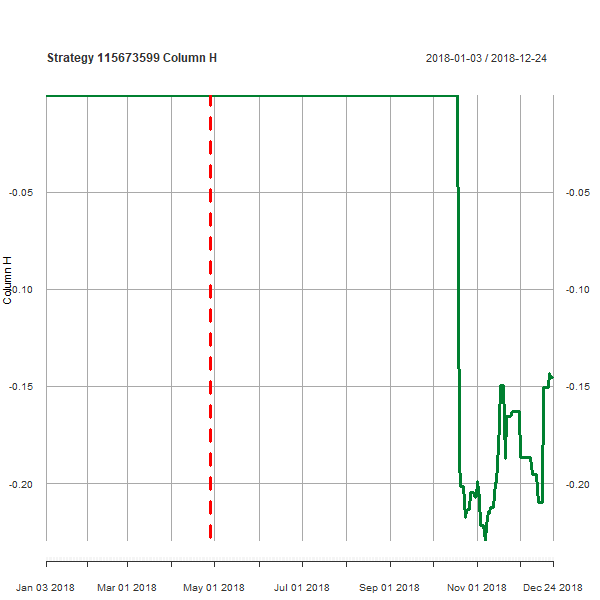 Strategy 115673599 Column H
2018-01-03 / 2018-12-24
-0.05
-0.05
-0.10
-0.10
Column H
-0.15
-0.15
-0.20
-0.20
Jan 03 2018
Mar 01 2018
May 01 2018
Jul 01 2018
Sep 01 2018
Nov 01 2018
Dec 24 2018